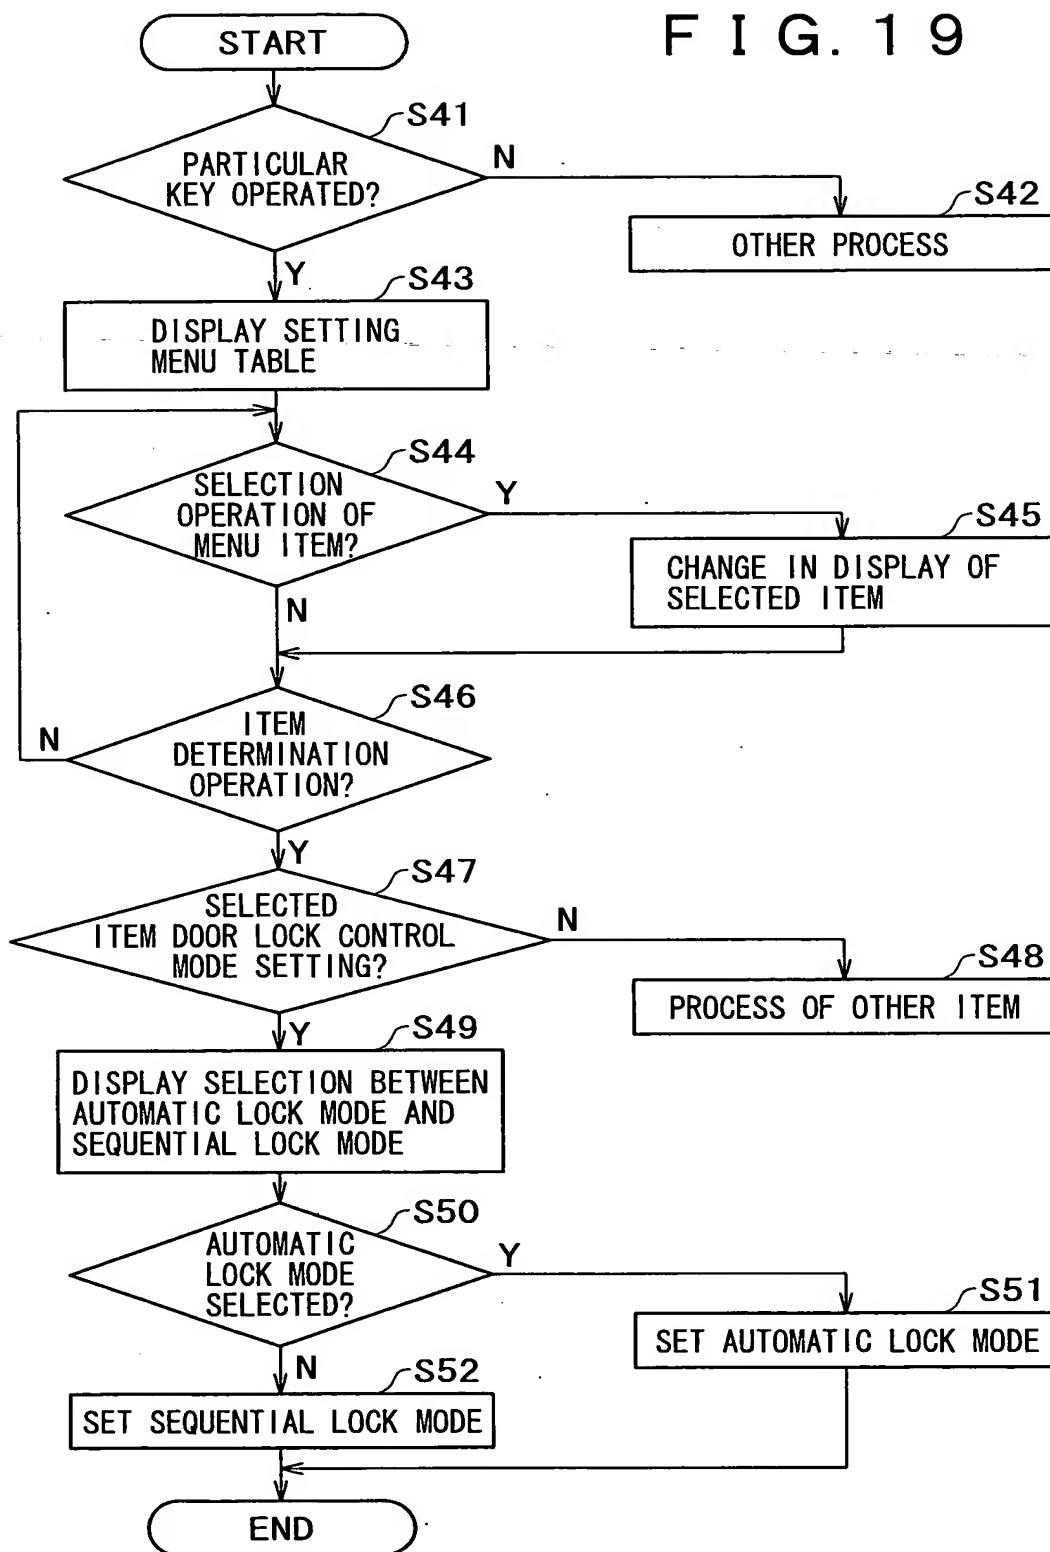 FIG. 19
START
S41
PARTICULAR
KEY OPERATED?
N
S42
OTHER PROCESS
Y
S43
DISPLAY SETTING
MENU TABLE
S44
SELECTION
OPERATION OF
MENU ITEM?
Y
S45
CHANGE IN DISPLAY OF
SELECTED ITEM
N
S46
ITEM
DETERMINATION
OPERATION?
N
Y
S47
SELECTED
ITEM DOOR LOCK CONTROL
MODE SETTING?
N
S48
PROCESS OF OTHER ITEM
Y
S49
DISPLAY SELECTION BETWEEN
AUTOMATIC LOCK MODE AND
SEQUENTIAL LOCK MODE
S50
AUTOMATIC
LOCK MODE
SELECTED?
Y
S51
SET AUTOMATIC LOCK MODE
N
S52
SET SEQUENTIAL LOCK MODE
END